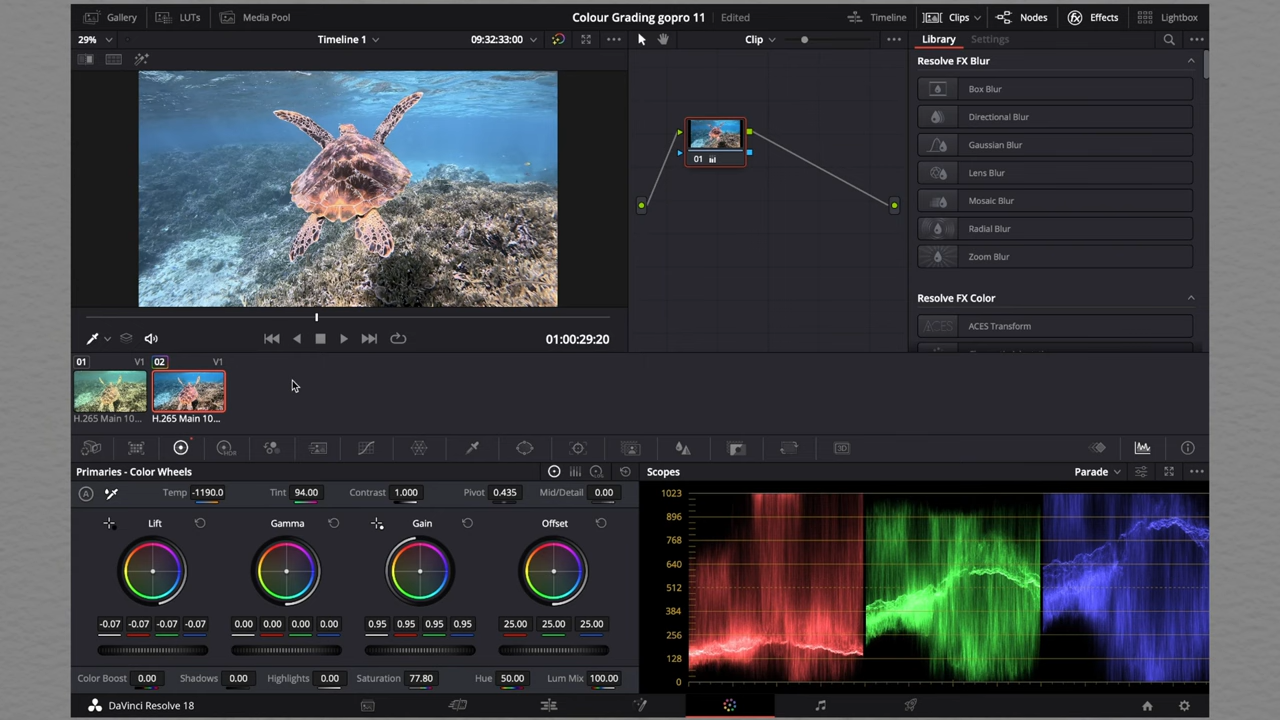 Gallery LUTs Media Pool Colour Grading gopro 11 Edited Timeline Clips Nodes Effects Lightbox
29% Timeline 1 09:32:33:00 Clip Library Settings
Resolve FX Blur
Box Blur
Directional Blur
Gaussian Blur
Lens Blur
Mosaic Blur
Radial Blur
Zoom Blur
Resolve FX Color
ACES ACES Transform
01
01:00:29:20
01 V1 02 V1
H.265 Main 10... H.265 Main 10...
HDR
3D
Primaries - Color Wheels
Scopes Parade
A Temp -1190.0 Tint 94.00 Contrast 1.000 Pivot 0.435 Mid/Detail 0.00
Lift Gamma Gain Offset
-0.07 -0.07 -0.07 -0.07 0.00 0.00 0.00 0.00 0.95 0.95 0.95 0.95 25.00 25.00 25.00
Color Boost 0.00 Shadows 0.00 Highlights 0.00 Saturation 77.80 Hue 50.00 Lum Mix 100.00
1023
896
768
640
512
384
256
128
0
DaVinci Resolve 18